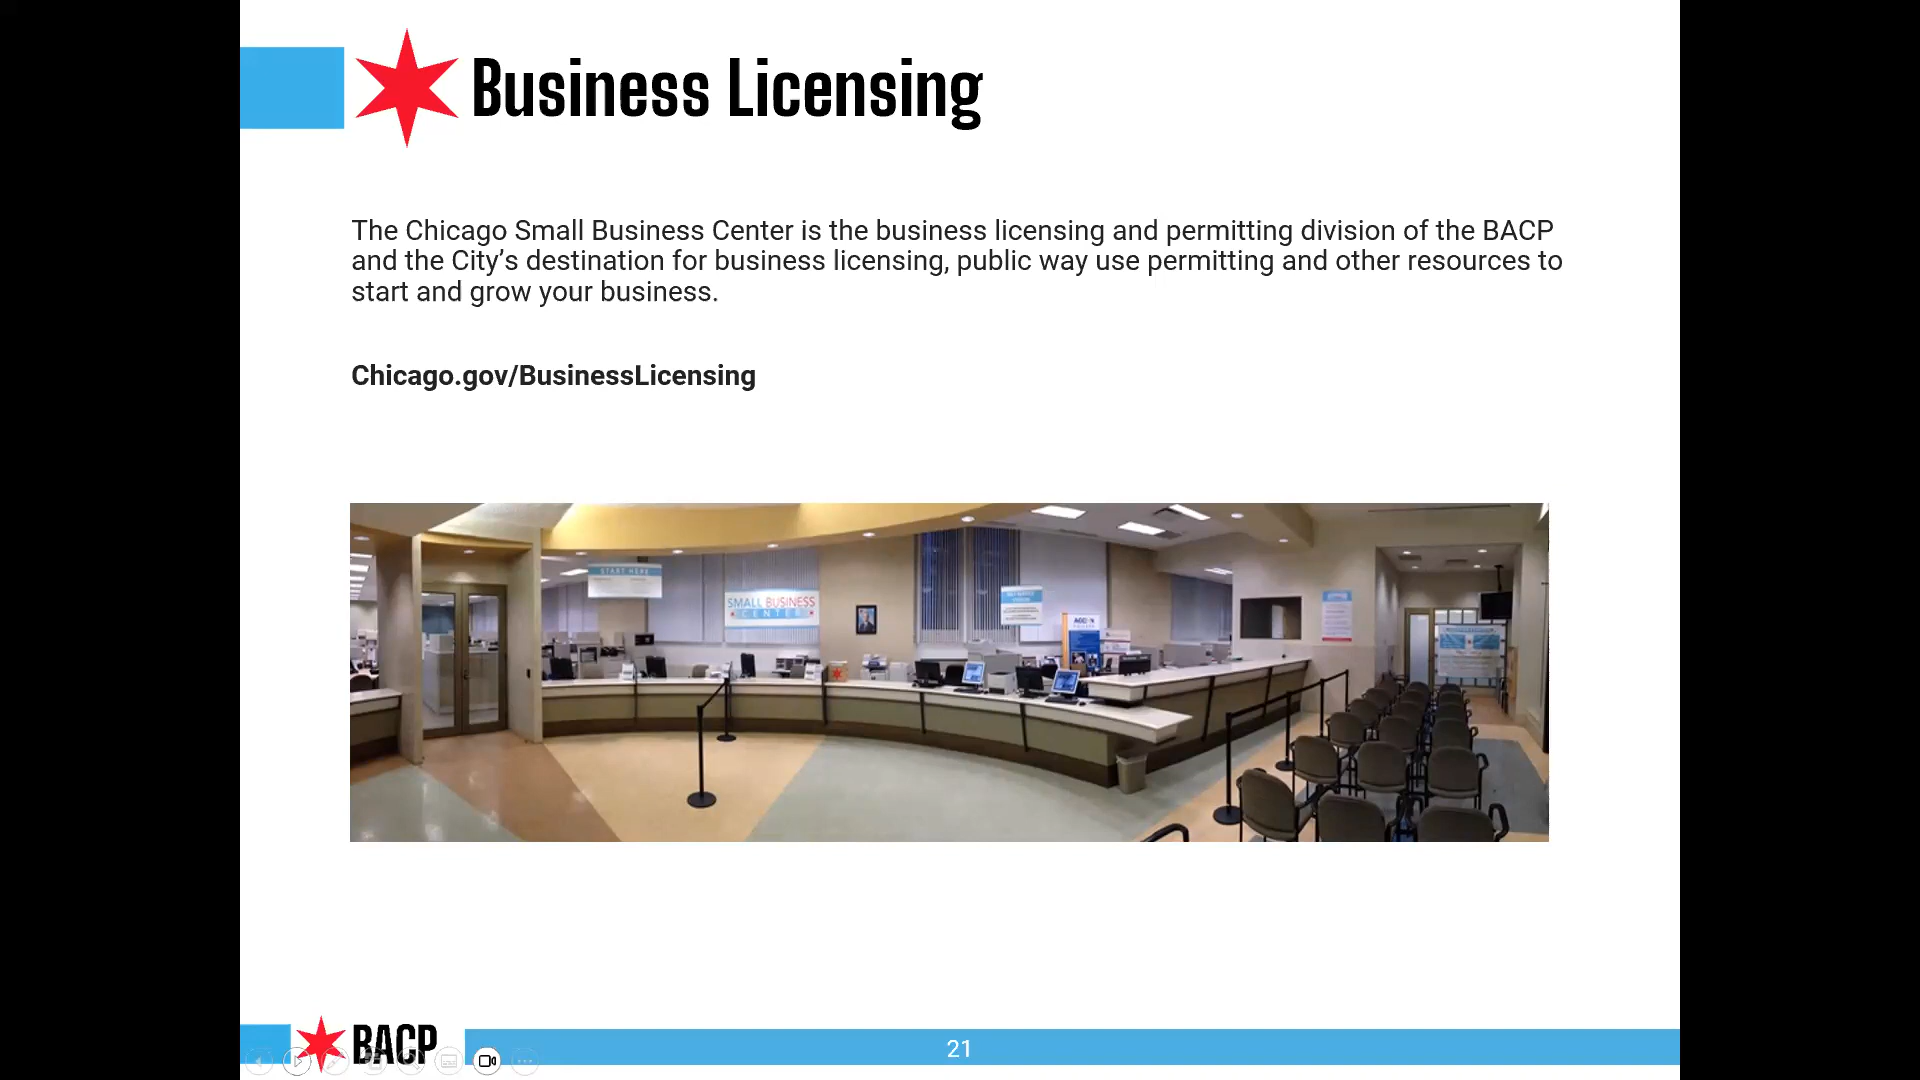 Business Licensing
The Chicago Small Business Center is the business licensing and permitting division of the BACP
and the City’s destination for business licensing, public way use permitting and other resources to
start and grow your business.
Chicago.gov/BusinessLicensing
START HERE
SMALL BUSINESS
CENTER
BACP
21